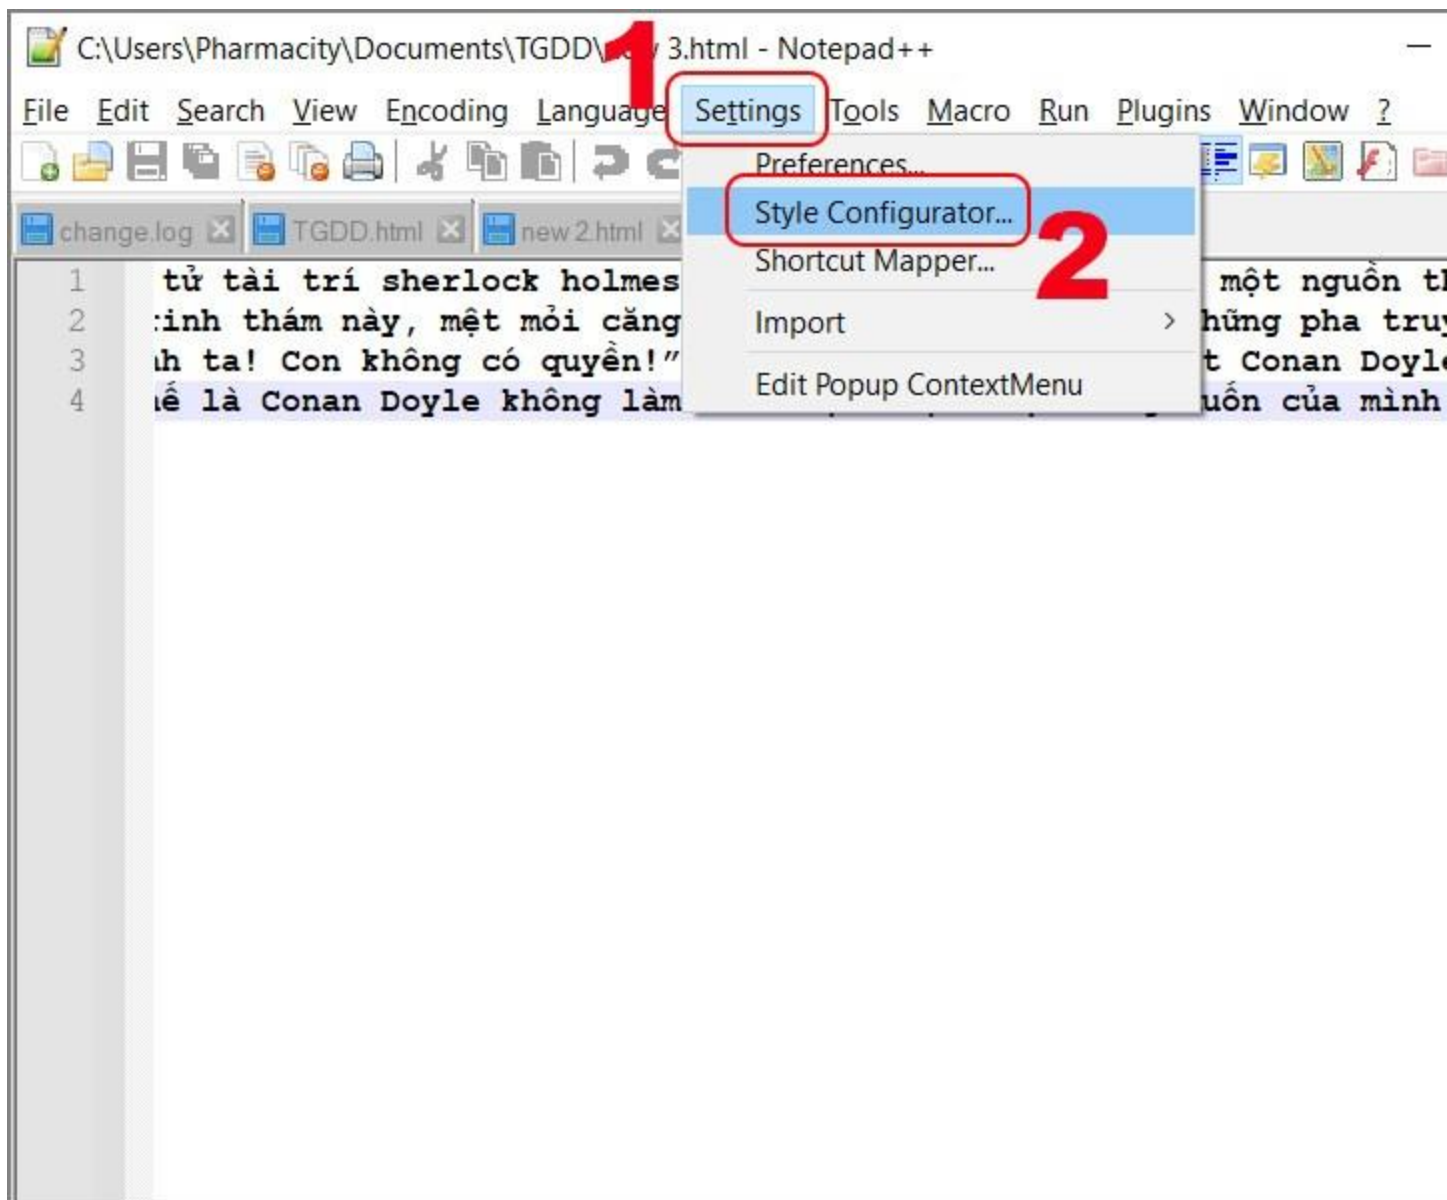 C:\Users\Pharmacity\Documents\TGDD\ 3.html - Notepad++
1
File Edit Search View Encoding Language Settings Tools Macro Run Plugins Window ?
Preferences...
Style Configurator...
2
Shortcut Mapper...
Import
Edit Popup ContextMenu
change.log TGDD.html new 2.html
1 tử tài trí sherlock holmes một nguồn
2 thám này, mệt mỏi căng pha
3 ta! Con không có quyền!” Conan Doyle
4 là Conan Doyle không làm của mình